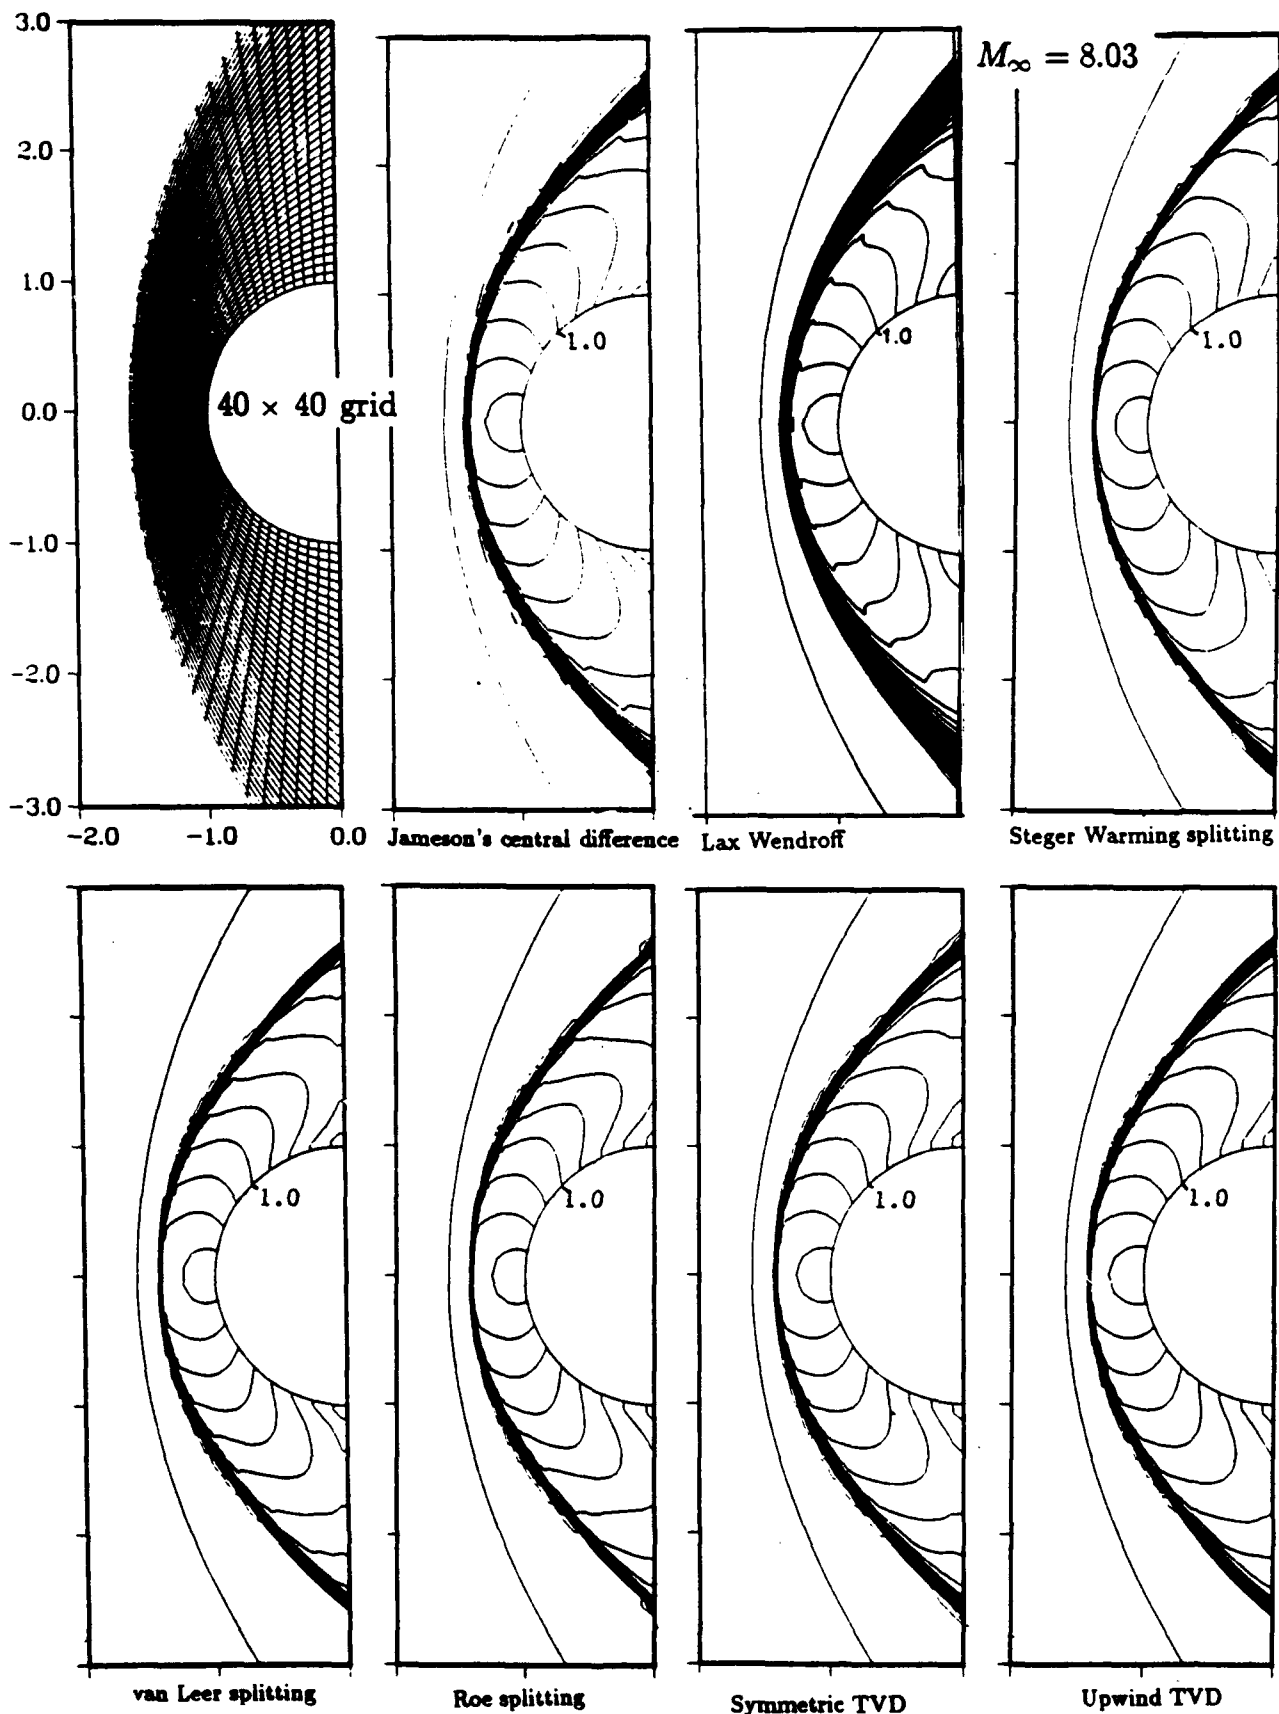 3.0
2.0
1.0
0.0
-1.0
-2.0
-3.0
-2.0 -1.0 0.0
40 × 40 grid
M∞ = 8.03
1.0
1.0
1.0
Jameson's central difference
Lax Wendroff
Steger Warming splitting
1.0
1.0
1.0
1.0
van Leer splitting
Roe splitting
Symmetric TVD
Upwind TVD